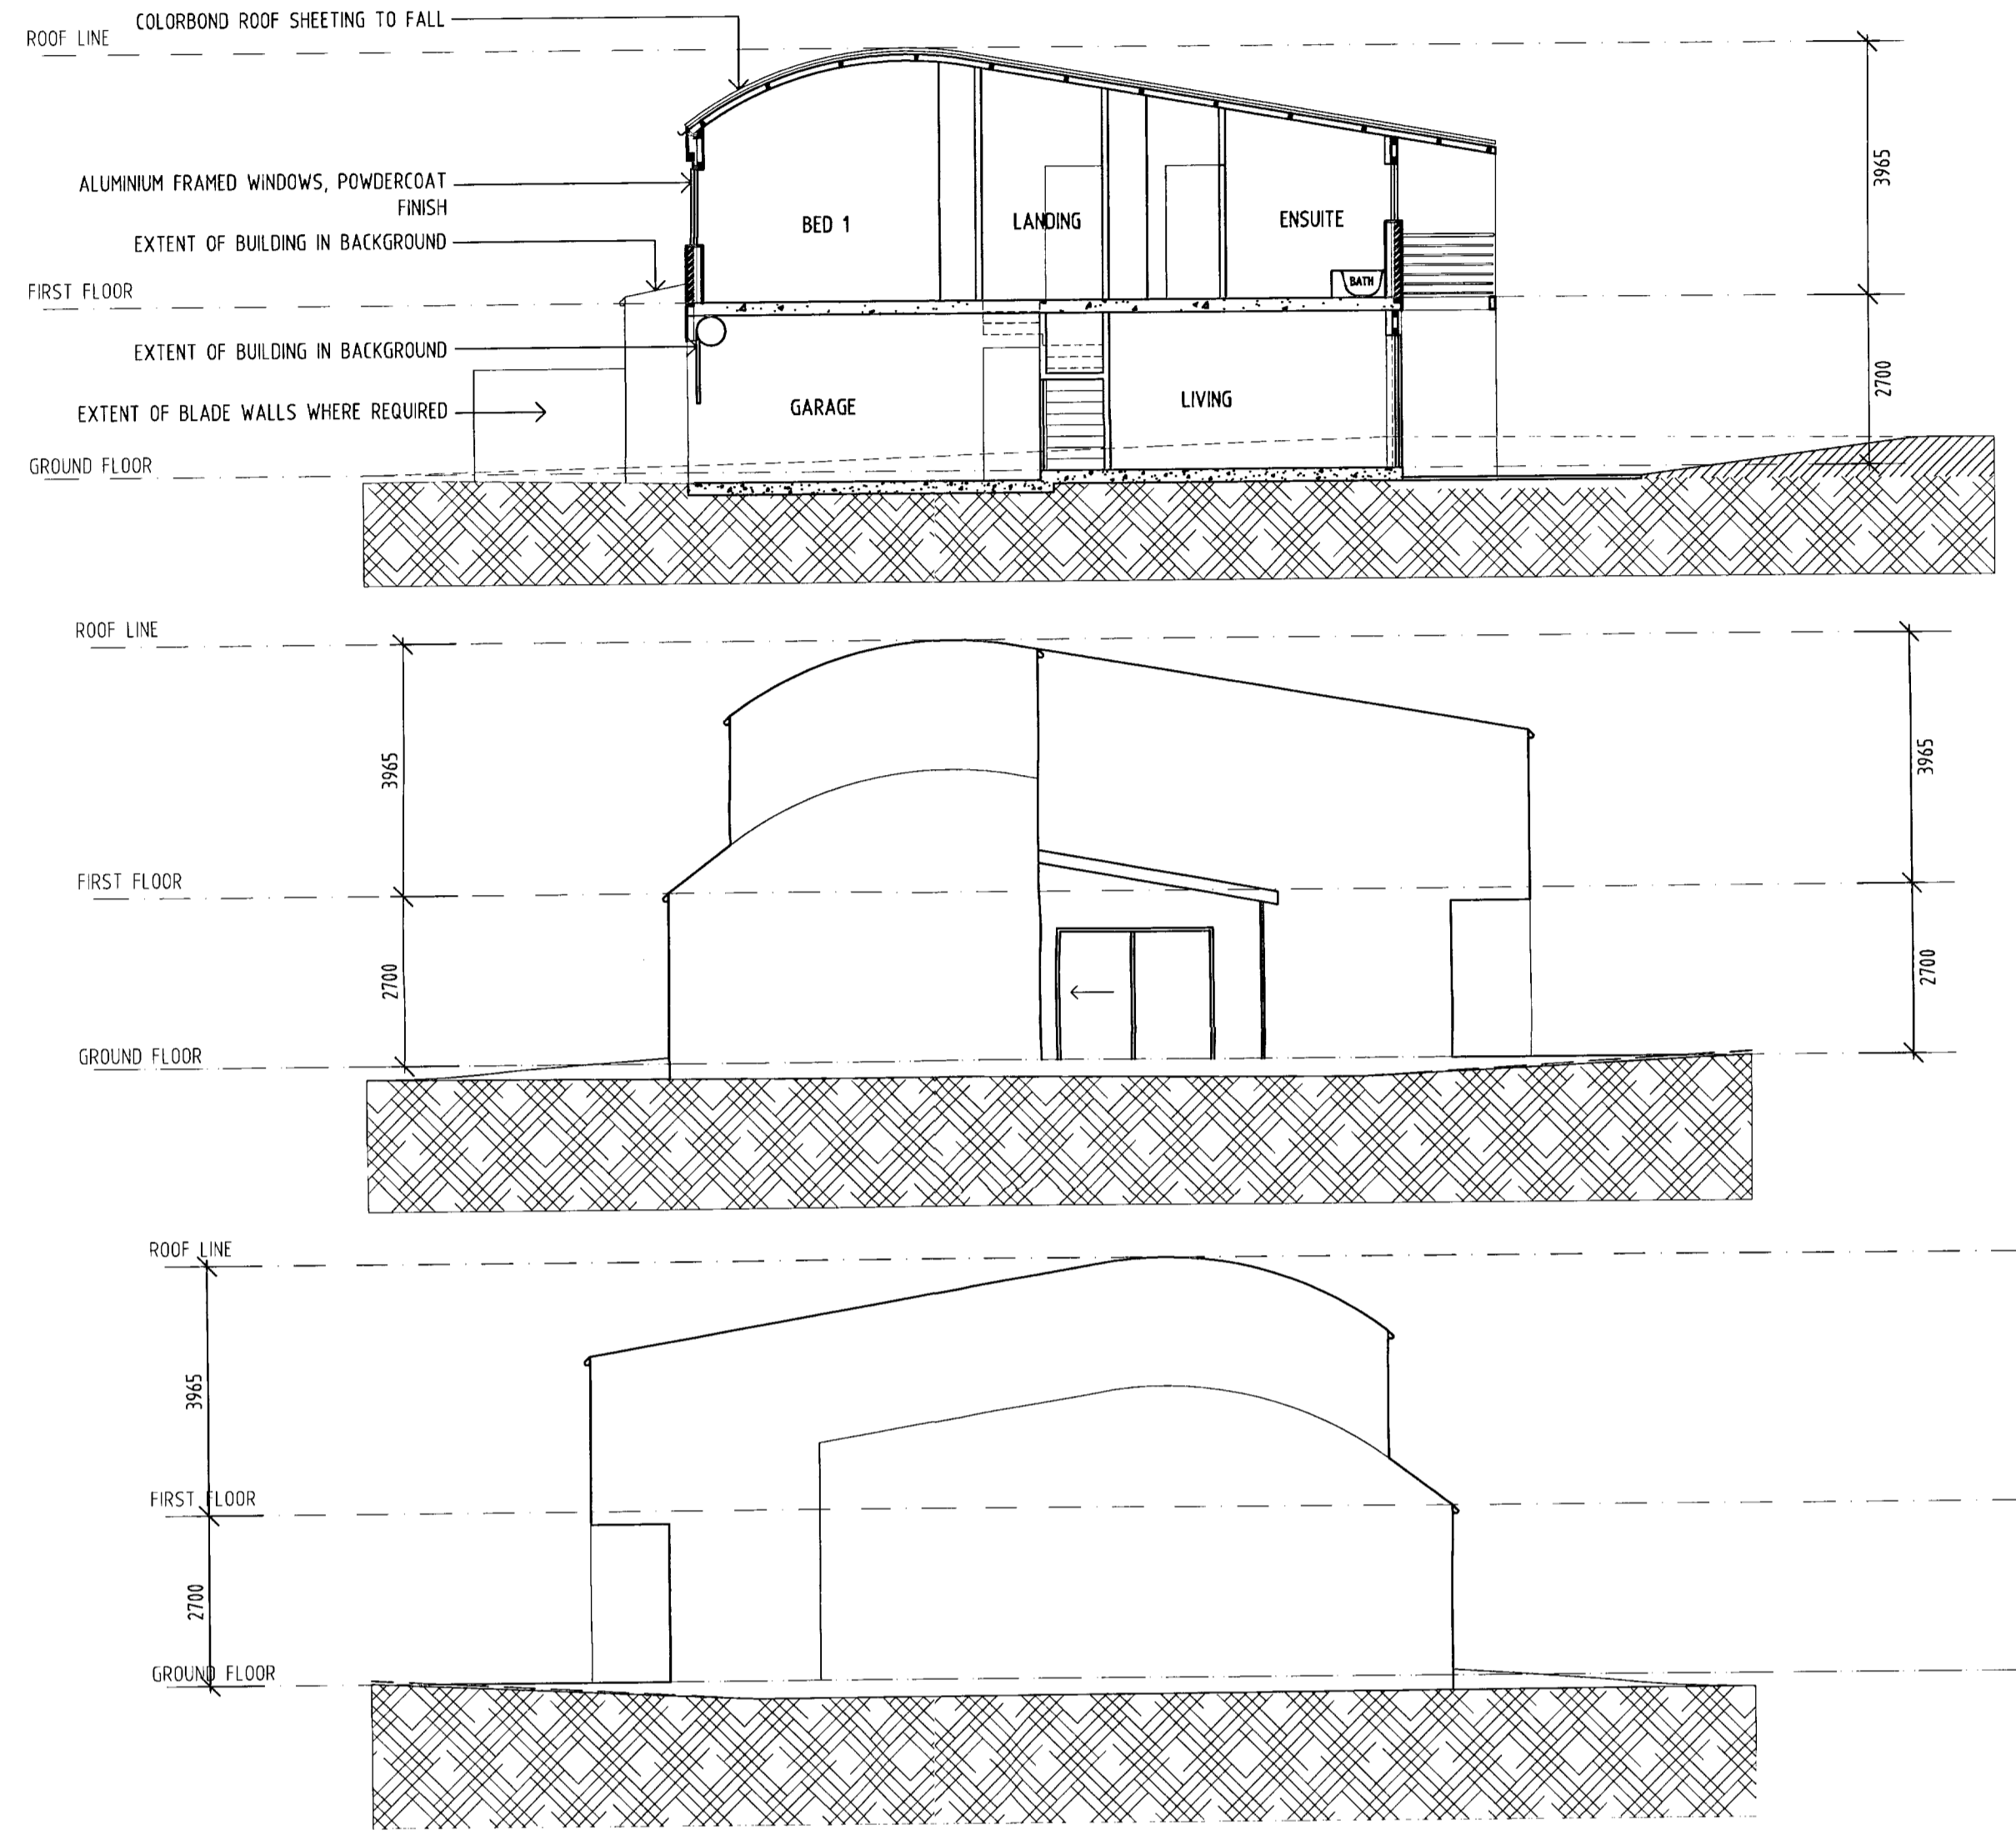 COLORBOND ROOF SHEETING TO FALL
ROOF LINE
3965
ALUMINIUM FRAMED WINDOWS, POWDERCOAT
FINISH
BED 1
LANDING
ENSUITE
EXTENT OF BUILDING IN BACKGROUND
BATH
FIRST FLOOR
EXTENT OF BUILDING IN BACKGROUND
2700
EXTENT OF BLADE WALLS WHERE REQUIRED
GARAGE
LIVING
GROUND FLOOR
ROOF LINE
3965
3965
FIRST FLOOR
2700
2700
GROUND FLOOR
ROOF LINE
3965
FIRST FLOOR
2700
GROUND FLOOR